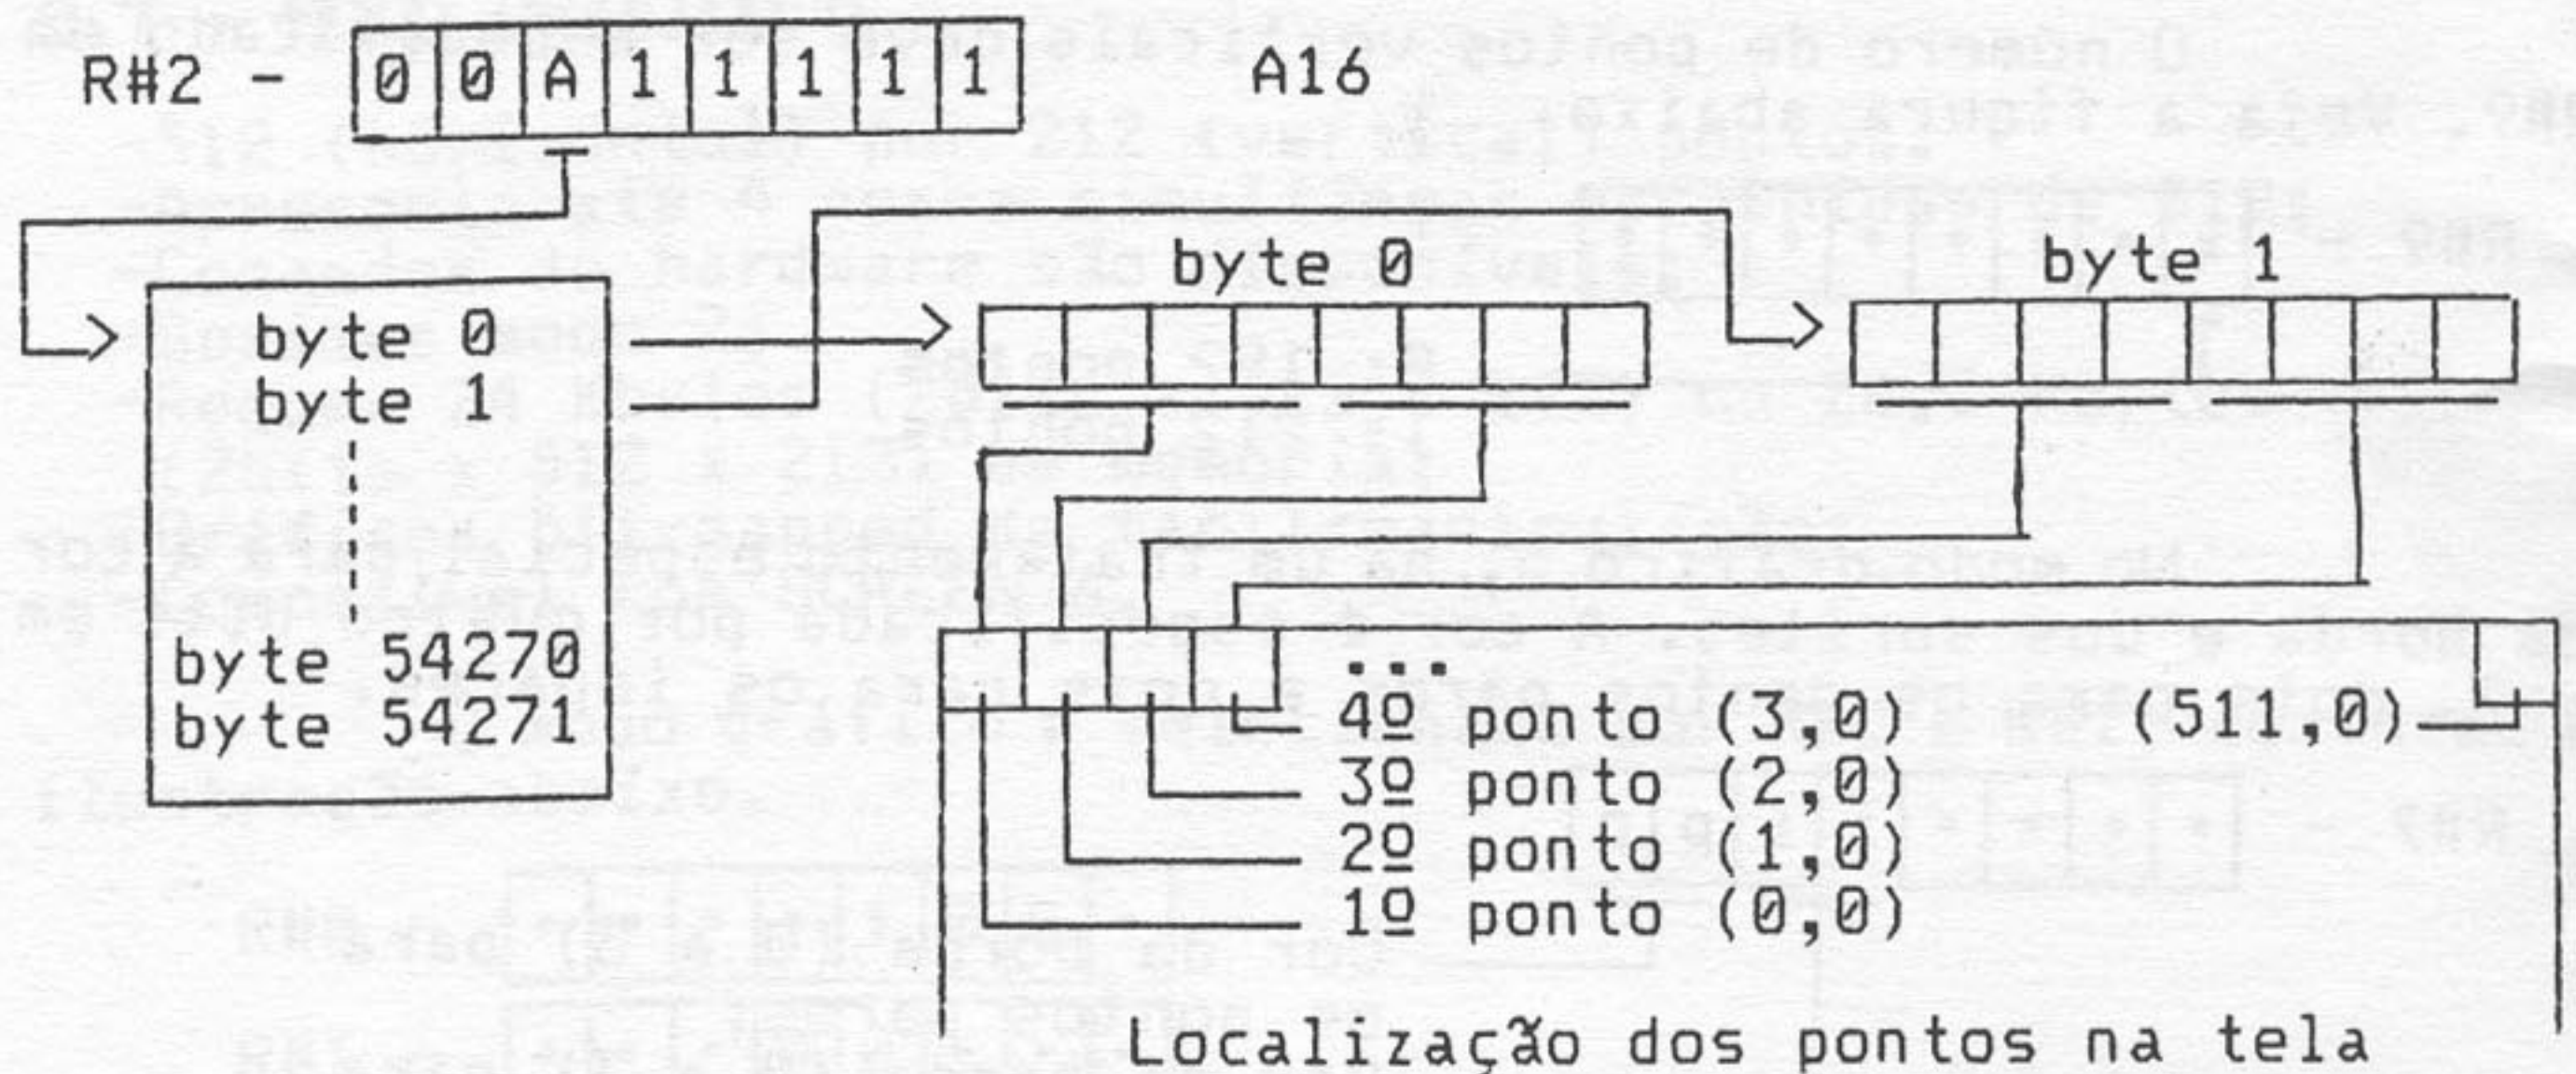 R#2 - 0 0 A 1 1 1 1 1 A16
byte 0 byte 1
byte 0
byte 1
byte 54270
byte 54271
...
4º ponto (3,0) (511,0)
3º ponto (2,0)
2º ponto (1,0)
1º ponto (0,0)
Localização dos pontos na tela